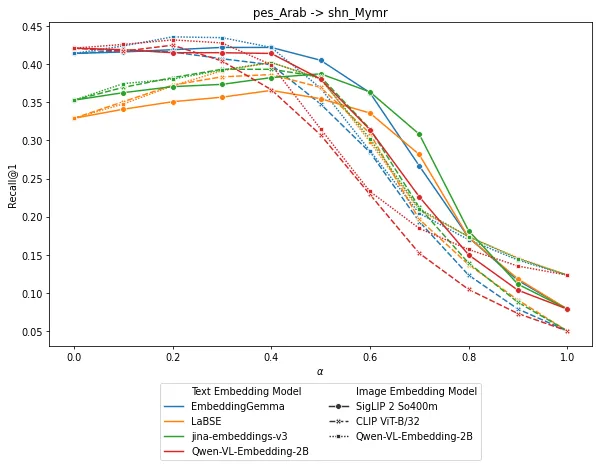 pes_Arab -> shn_Mymr
Recall@1
0.45
0.40
0.35
0.30
0.25
0.20
0.15
0.10
0.05
0.0
0.2
0.4
0.6
0.8
1.0
α
Text Embedding Model
EmbeddingGemma
LaBSE
jina-embeddings-v3
Qwen-VL-Embedding-2B
Image Embedding Model
SigLIP 2 So400m
CLIP ViT-B/32
Qwen-VL-Embedding-2B